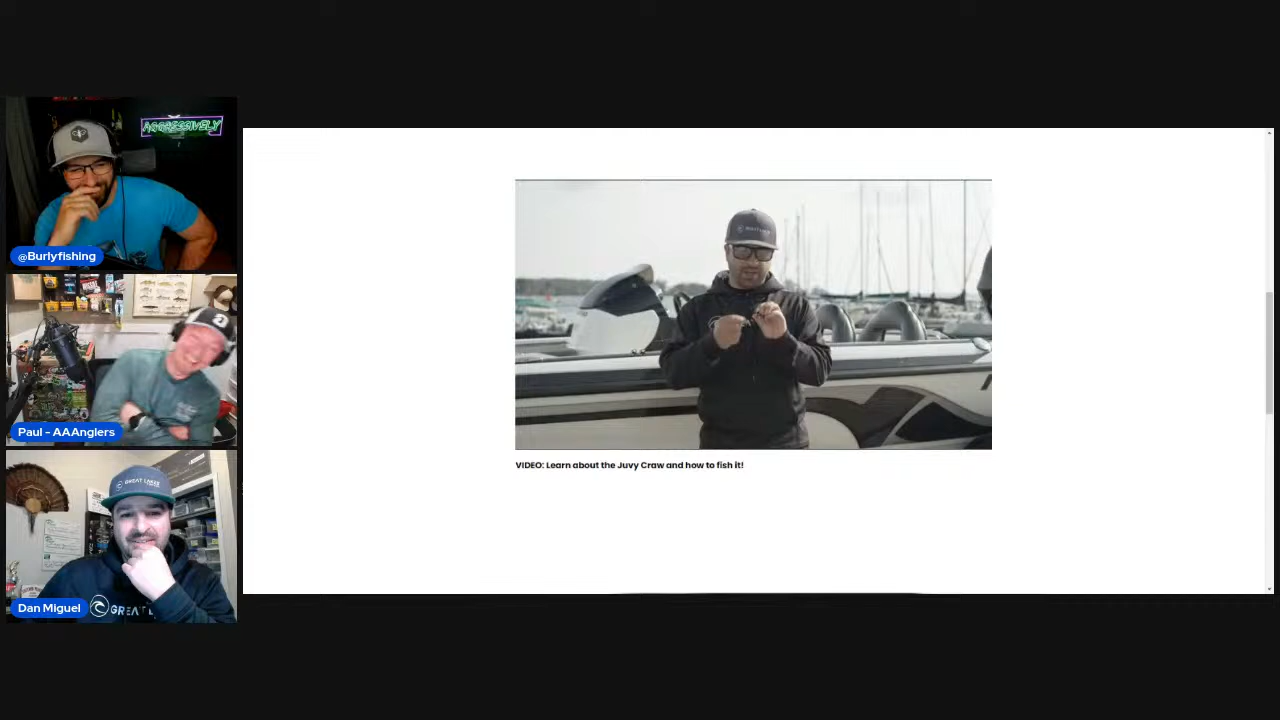 AGGRESSIVELY
@Burlyfishing
Paul - AAAnglers
GREAT LAKES
Dan Miguel
GREAT L
VIDEO: Learn about the Juvy Craw and how to fish it!